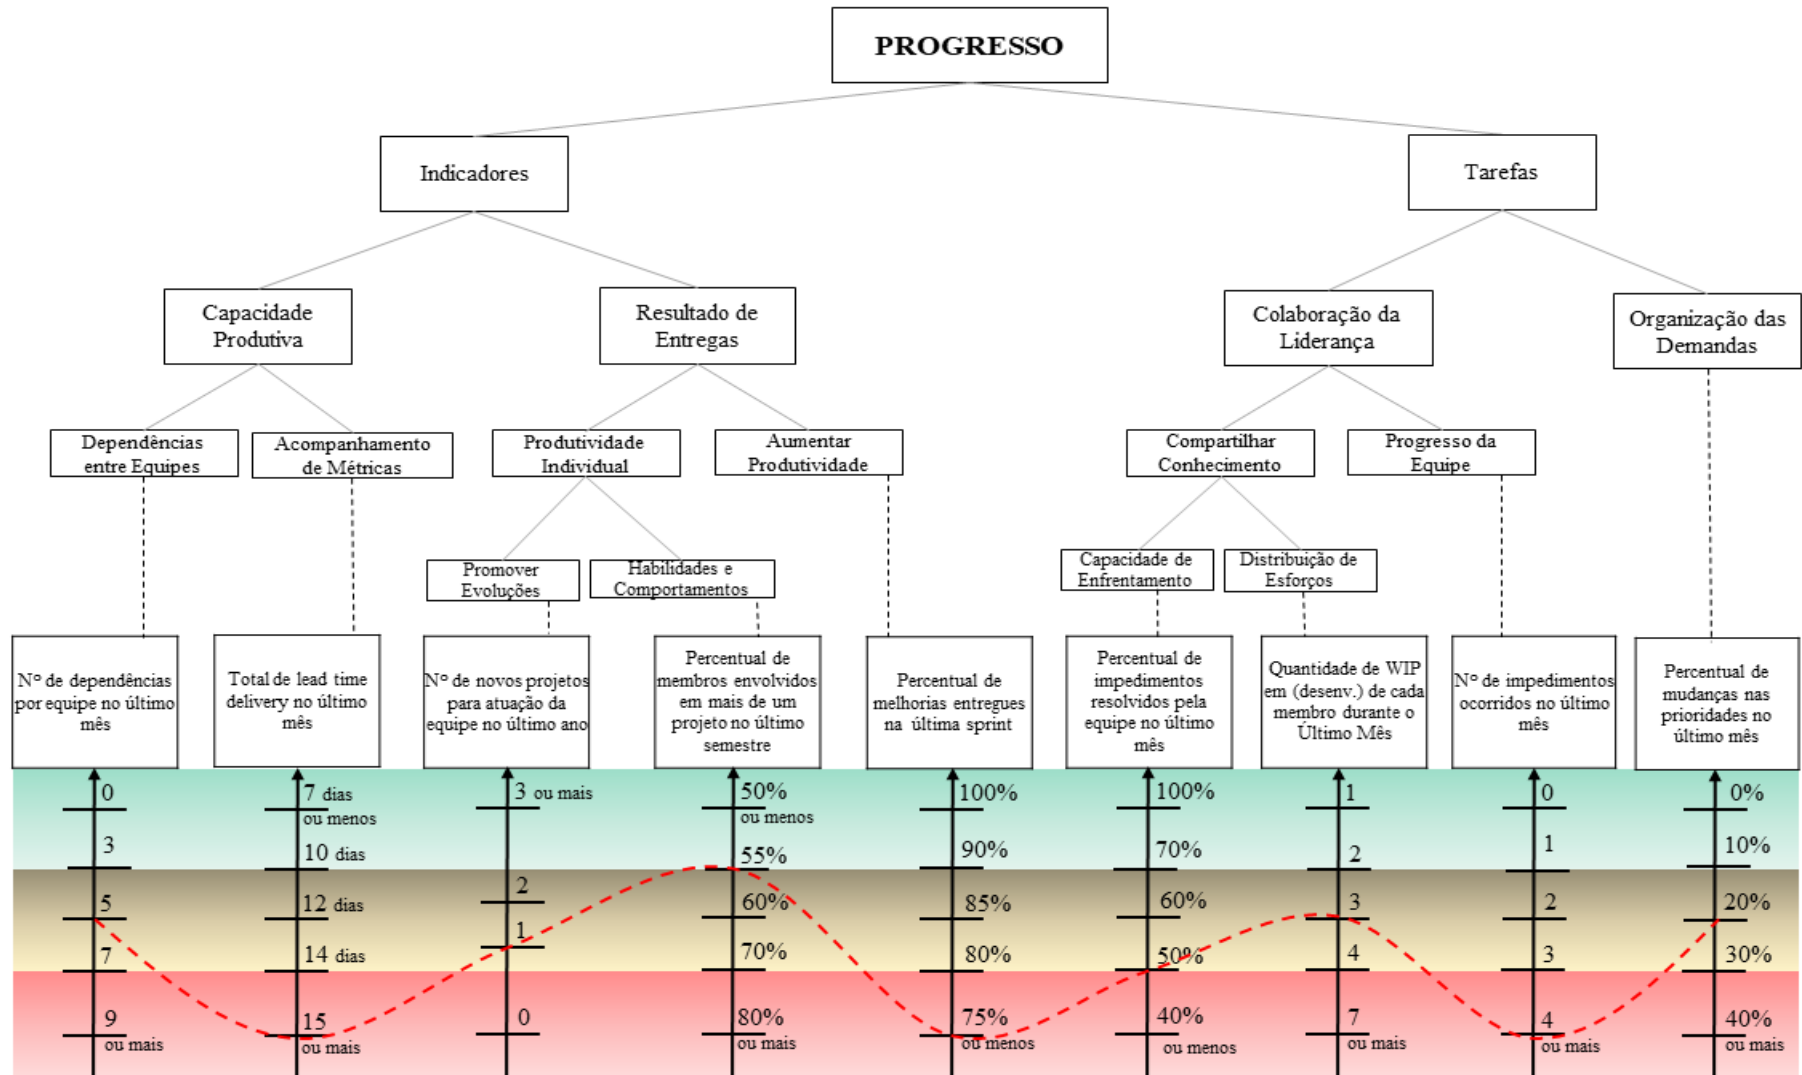 PROGRESSO
Indicadores
Tarefas
Capacidade
Produtiva
Resultado de
Entregas
Colaboração da
Liderança
Organização das
Demandas
Dependências
entre Equipes
Acompanhamento
de Métricas
Produtividade
Individual
Aumentar
Produtividade
Compartilhar
Conhecimento
Progresso da
Equipe
Promover
Evoluções
Habilidades e
Comportamentos
Capacidade de
Enfrentamento
Distribuição de
Esforços
Nº de dependências
por equipe no último
mês
Total de lead time
delivery no último
mês
Nº de novos projetos
para atuação da
equipe no último ano
Percentual de
membros envolvidos
em mais de um
projeto no último
semestre
Percentual de
melhorias entregues
na última sprint
Percentual de
impedimentos
resolvidos pela
equipe no último
mês
Quantidade de WIP
em (desenv.) de cada
membro durante o
Último Mês
Nº de impedimentos
ocorridos no último
mês
Percentual de
mudanças nas
prioridades no
último mês
0
3
5
7
9
ou mais
7 dias
ou menos
10 dias
12 dias
14 dias
15
ou mais
3 ou mais
2
1
0
50%
ou menos
55%
60%
70%
80%
ou mais
100%
90%
85%
80%
75%
ou menos
100%
70%
60%
50%
40%
ou menos
1
2
3
4
7
ou mais
0
1
2
3
4
ou mais
0%
10%
20%
30%
40%
ou mais